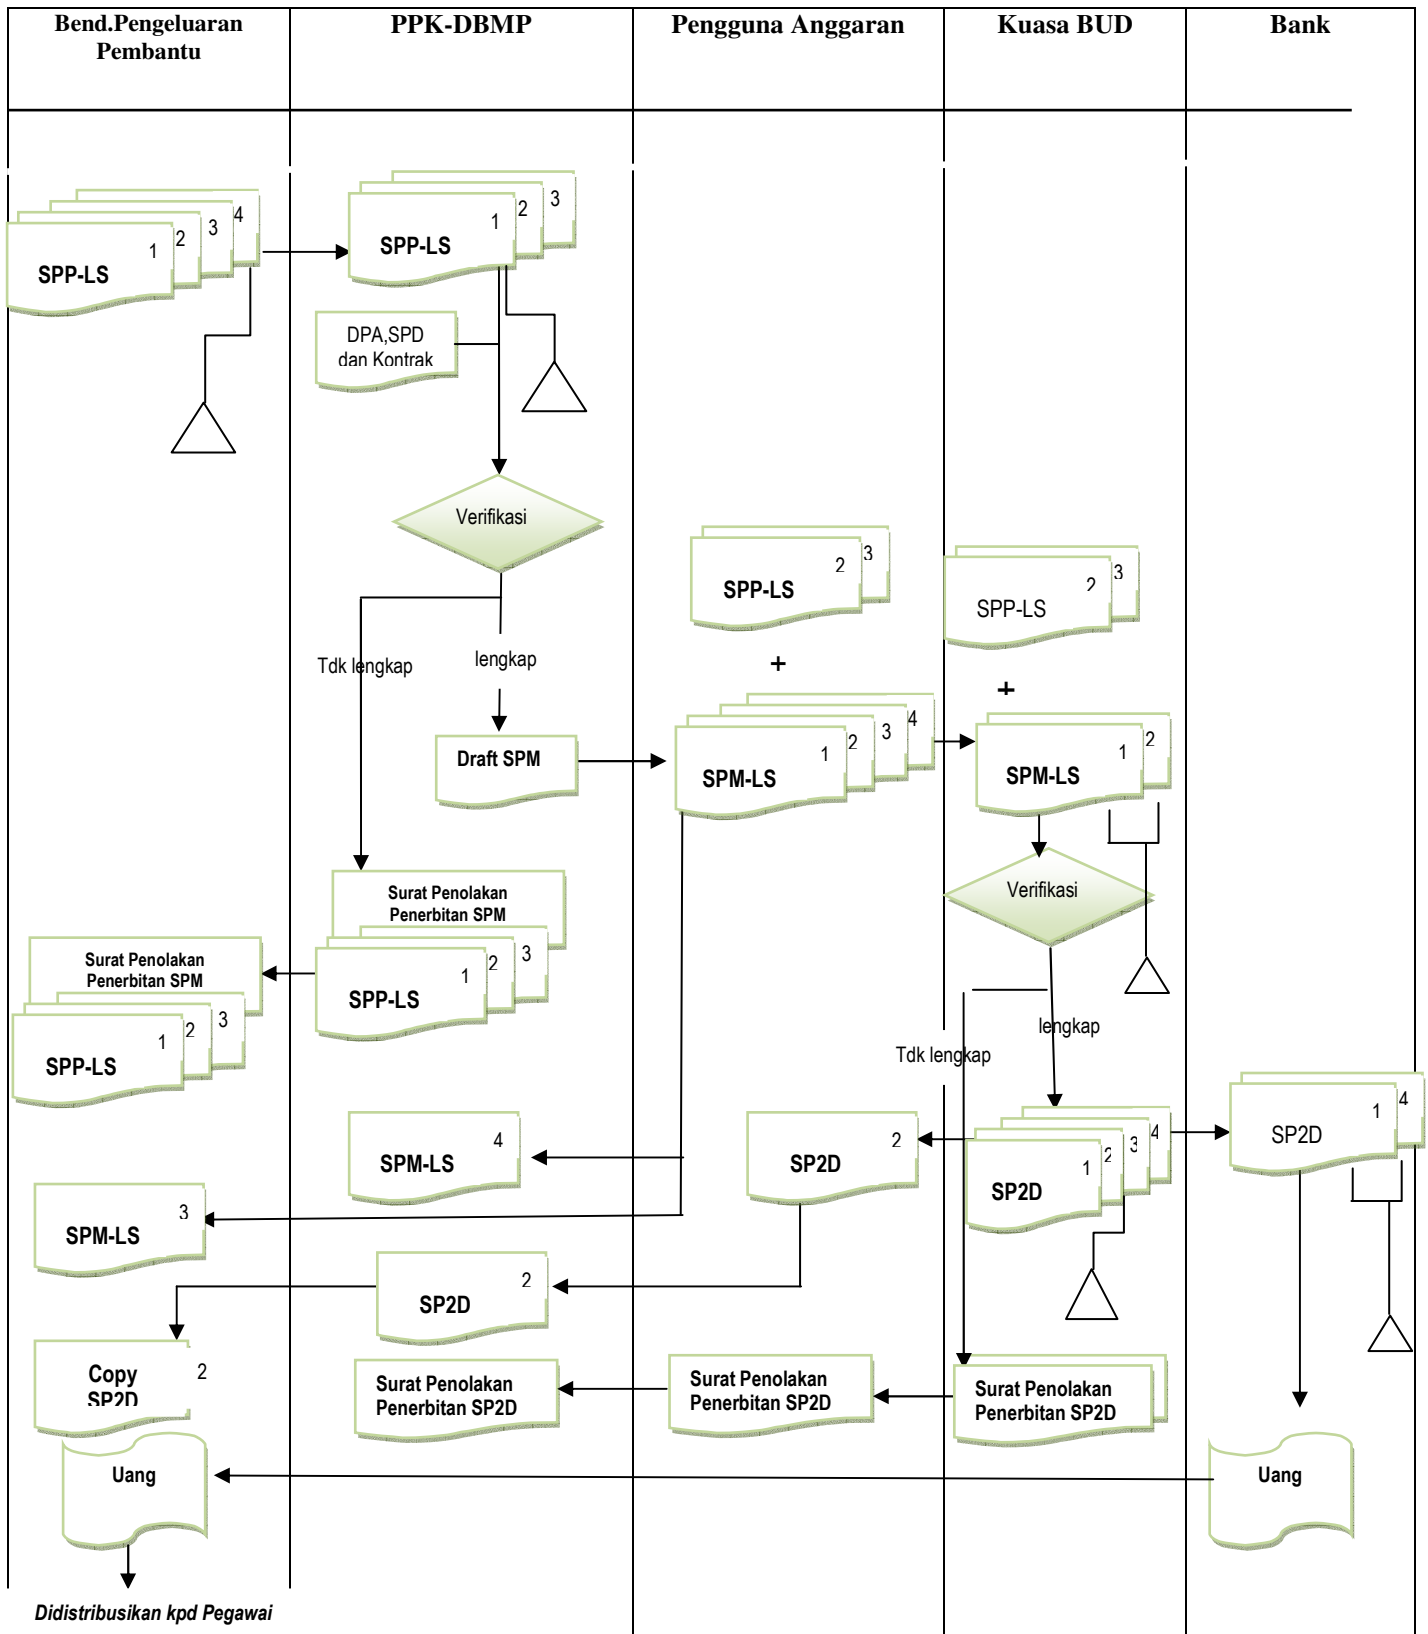 Bend.Pengeluaran
Pembantu
PPK-DBMP
Pengguna Anggaran
Kuasa BUD
Bank
SPP-LS
1
2
3
4
SPP-LS
1
2
3
DPA,SPD
dan Kontrak
Verifikasi
Tdk lengkap
lengkap
Draft SPM
SPP-LS
2
3
+
SPM-LS
1
2
3
4
SPP-LS
2
3
+
SPM-LS
1
2
Verifikasi
Tdk lengkap
lengkap
Surat Penolakan
Penerbitan SPM
SPP-LS
1
2
3
Surat Penolakan
Penerbitan SPM
SPP-LS
1
2
3
SPM-LS
4
SPM-LS
3
SP2D
2
SP2D
1
2
3
4
SP2D
1
4
SP2D
2
Copy
SP2D
2
Surat Penolakan
Penerbitan SP2D
Surat Penolakan
Penerbitan SP2D
Surat Penolakan
Penerbitan SP2D
Uang
Uang
Didistribusikan kpd Pegawai